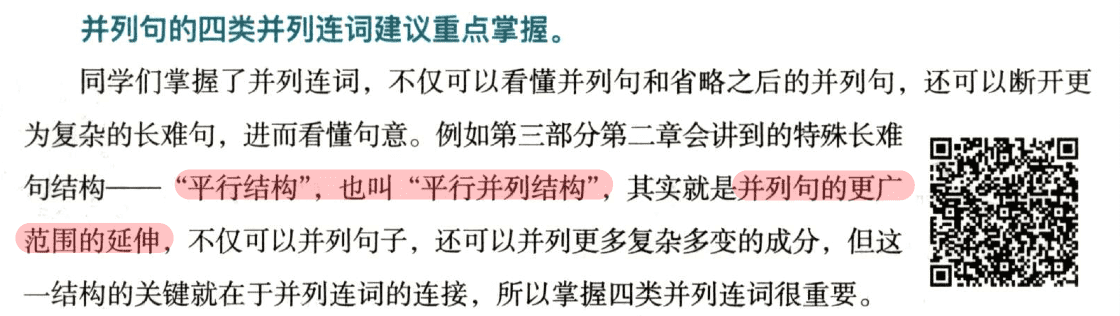 并列句的四类并列连词建议重点掌握。
同学们掌握了并列连词，不仅可以看懂并列句和省略之后的并列句，还可以断开更
为复杂的长难句，进而看懂句意。例如第三部分第二章会讲到的特殊长难
句结构——“平行结构”，也叫“平行并列结构”，其实就是并列句的更广
范围的延伸，不仅可以并列句子，还可以并列更多复杂多变的成分，但这
一结构的关键就在于并列连词的连接，所以掌握四类并列连词很重要。